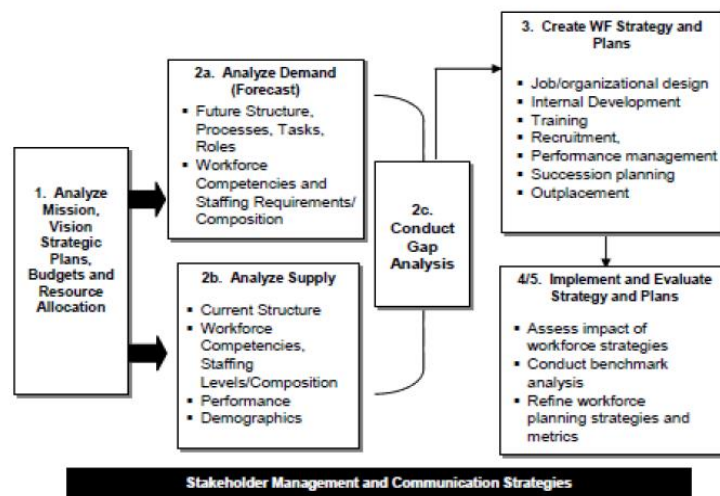 1. Analyze
Mission,
Vision
Strategic
Plans,
Budgets and
Resource
Allocation
2a. Analyze Demand
(Forecast)
▪ Future Structure,
Processes, Tasks,
Roles
▪ Workforce
Competencies and
Staffing Requirements/
Composition
2b. Analyze Supply
▪ Current Structure
▪ Workforce
Competencies,
Staffing
Levels/Composition
▪ Performance
▪ Demographics
2c.
Conduct
Gap
Analysis
3. Create WF Strategy and
Plans
▪ Job/organizational design
▪ Internal Development
▪ Training
▪ Recruitment,
▪ Performance management
▪ Succession planning
▪ Outplacement
4/5. Implement and Evaluate
Strategy and Plans
▪ Assess impact of
workforce strategies
▪ Conduct benchmark
analysis
▪ Refine workforce
planning strategies and
metrics
Stakeholder Management and Communication Strategies